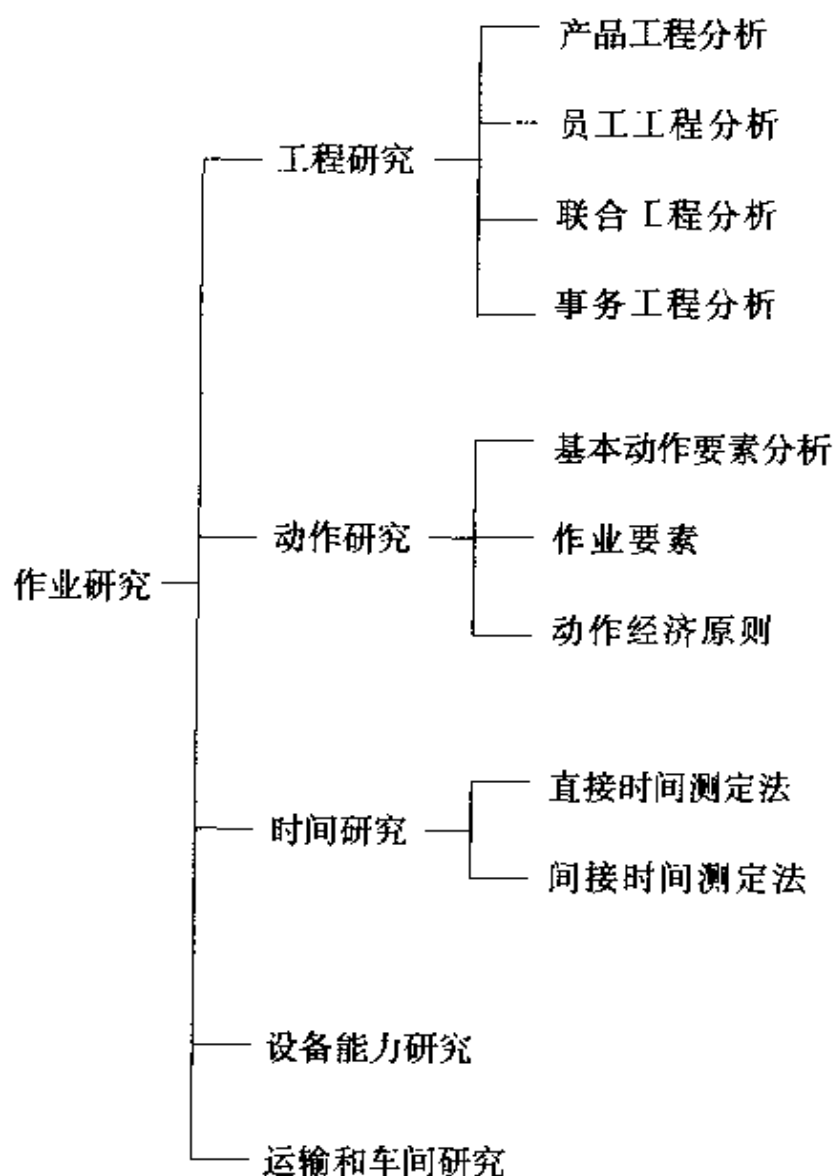 产品工程分析
员工工程分析
工程研究
联合工程分析
事务工程分析
基本动作要素分析
动作研究
作业要素
作业研究
动作经济原则
直接时间测定法
时间研究
间接时间测定法
设备能力研究
运输和车间研究